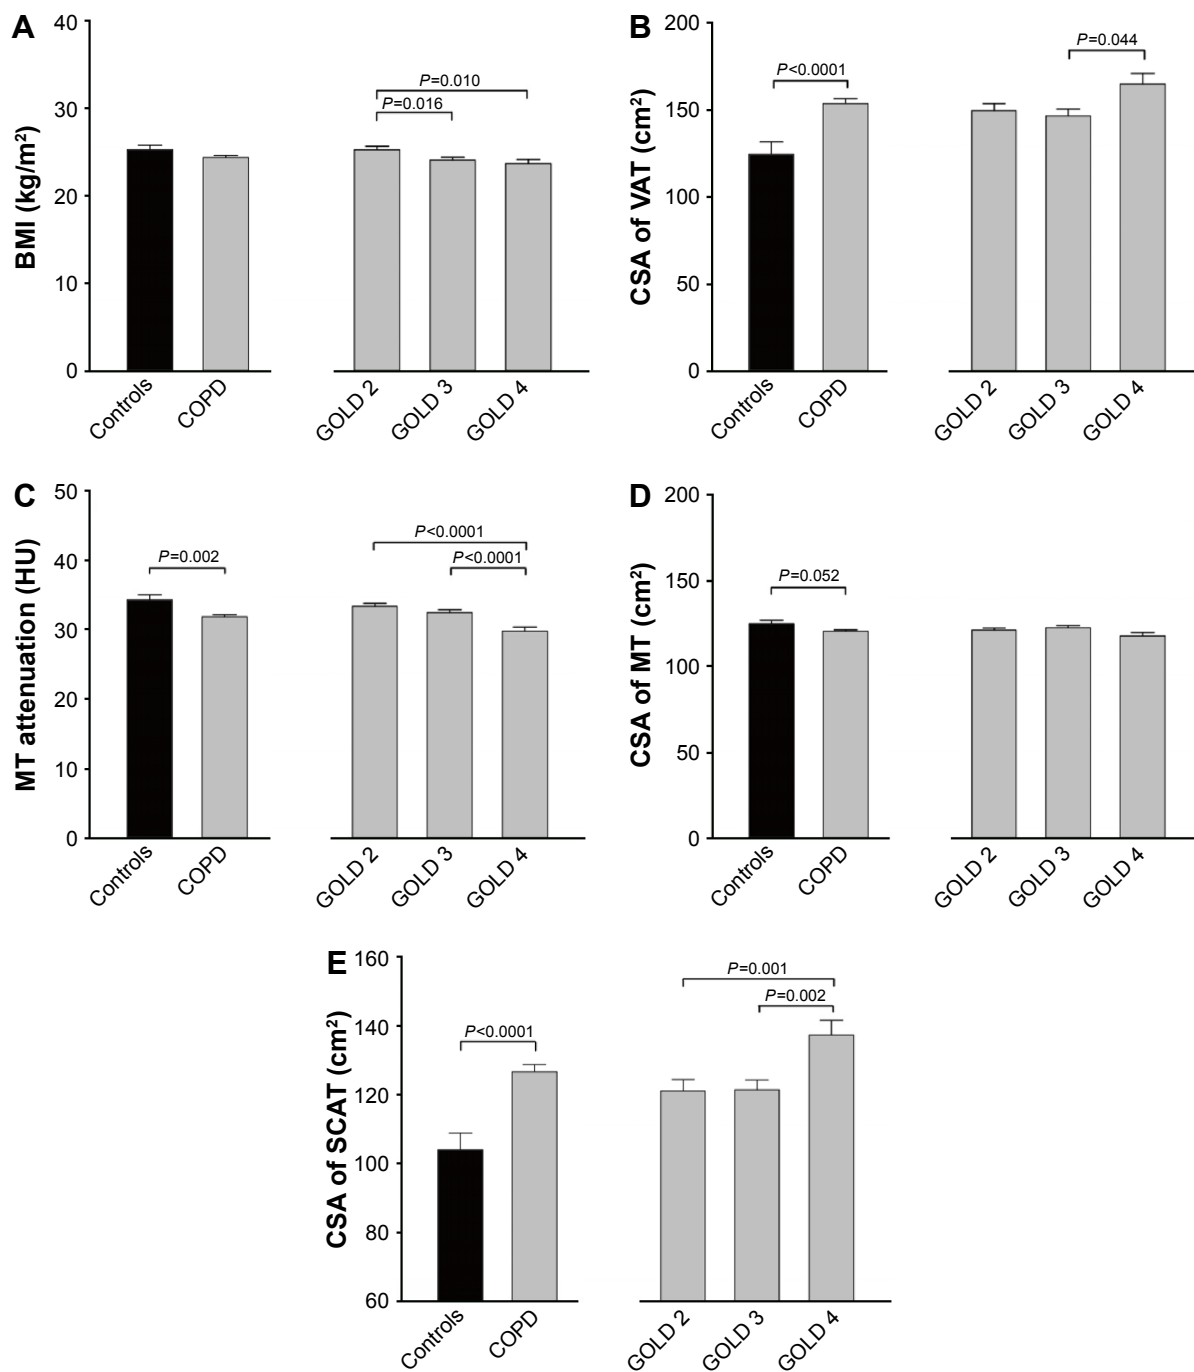 A
BMI (kg/m²)
40
30
20
10
0
P=0.010
P=0.016
Controls
COPD
GOLD 2
GOLD 3
GOLD 4
B
CSA of VAT (cm²)
200
150
100
50
0
P<0.0001
P=0.044
Controls
COPD
GOLD 2
GOLD 3
GOLD 4
C
MT attenuation (HU)
50
40
30
20
10
0
P=0.002
P<0.0001
P<0.0001
Controls
COPD
GOLD 2
GOLD 3
GOLD 4
D
CSA of MT (cm²)
200
150
100
50
0
P=0.052
Controls
COPD
GOLD 2
GOLD 3
GOLD 4
E
CSA of SCAT (cm²)
160
140
120
100
80
60
P<0.0001
P=0.001
P=0.002
Controls
COPD
GOLD 2
GOLD 3
GOLD 4